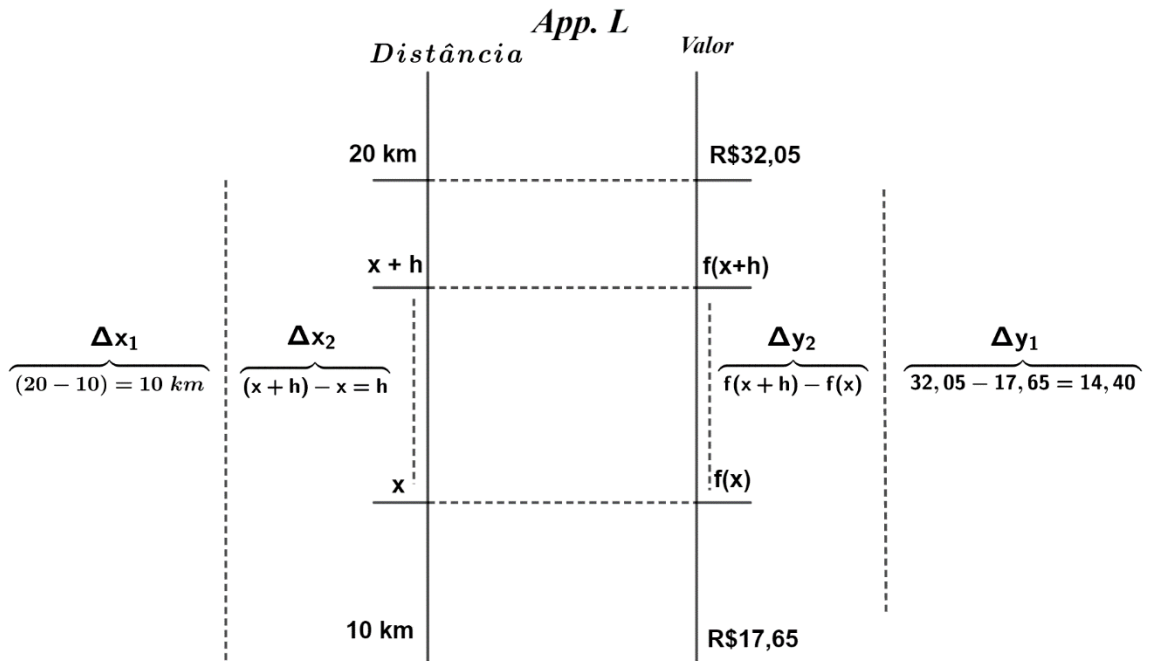 App. L
Distância Valor
20 km R$32,05
x + h f(x+h)
Δx₁ Δx₂ Δy₂ Δy₁
(20 − 10) = 10 km (x + h) − x = h f(x + h) − f(x) 32, 05 − 17, 65 = 14, 40
x f(x)
10 km R$17,65